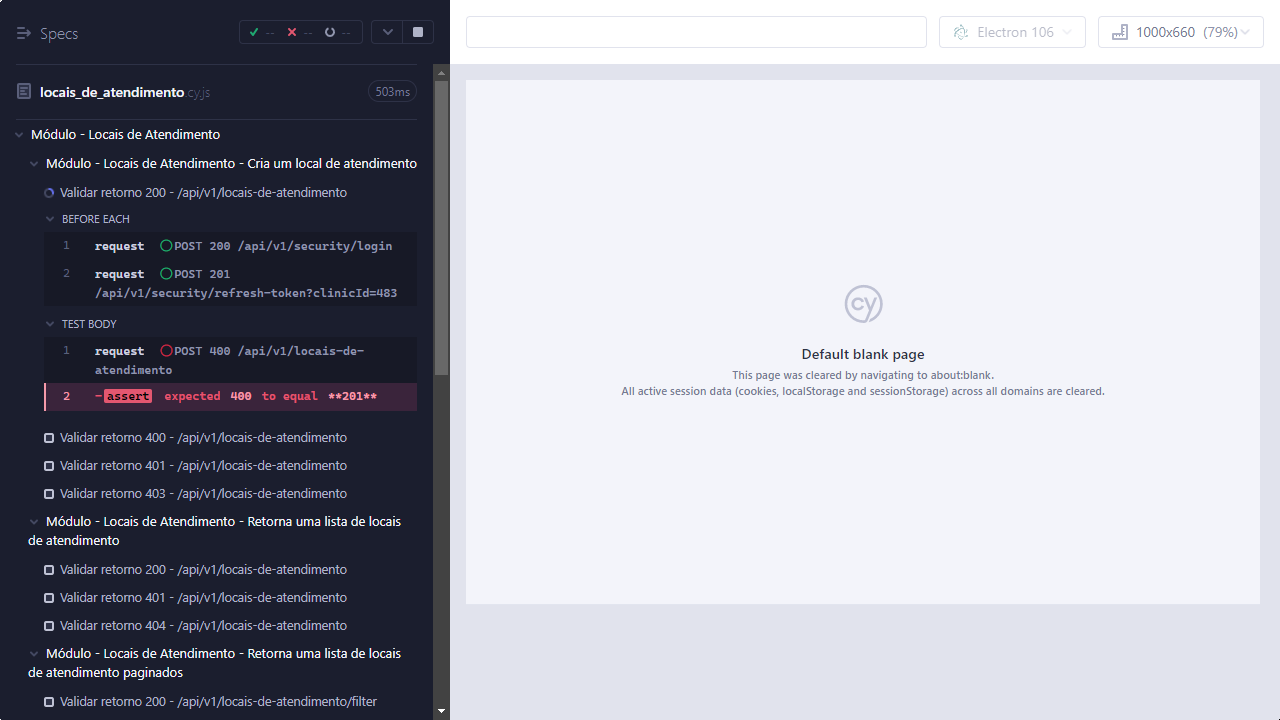 Specs
--
--
--
Electron 106
1000x660 (79%)
locais_de_atendimento.cy.js
503ms
Módulo - Locais de Atendimento
Módulo - Locais de Atendimento - Cria um local de atendimento
Validar retorno 200 - /api/v1/locais-de-atendimento
BEFORE EACH
1 request POST 200 /api/v1/security/login
2 request POST 201
/api/v1/security/refresh-token?clinicId=483
TEST BODY
1 request POST 400 /api/v1/locais-de-
atendimento
2 -assert expected 400 to equal **201**
Validar retorno 400 - /api/v1/locais-de-atendimento
Validar retorno 401 - /api/v1/locais-de-atendimento
Validar retorno 403 - /api/v1/locais-de-atendimento
Módulo - Locais de Atendimento - Retorna uma lista de locais
de atendimento
Validar retorno 200 - /api/v1/locais-de-atendimento
Validar retorno 401 - /api/v1/locais-de-atendimento
Validar retorno 404 - /api/v1/locais-de-atendimento
Módulo - Locais de Atendimento - Retorna uma lista de locais
de atendimento paginados
Validar retorno 200 - /api/v1/locais-de-atendimento/filter
cy
Default blank page
This page was cleared by navigating to about:blank.
All active session data (cookies, localStorage and sessionStorage) across all domains are cleared.